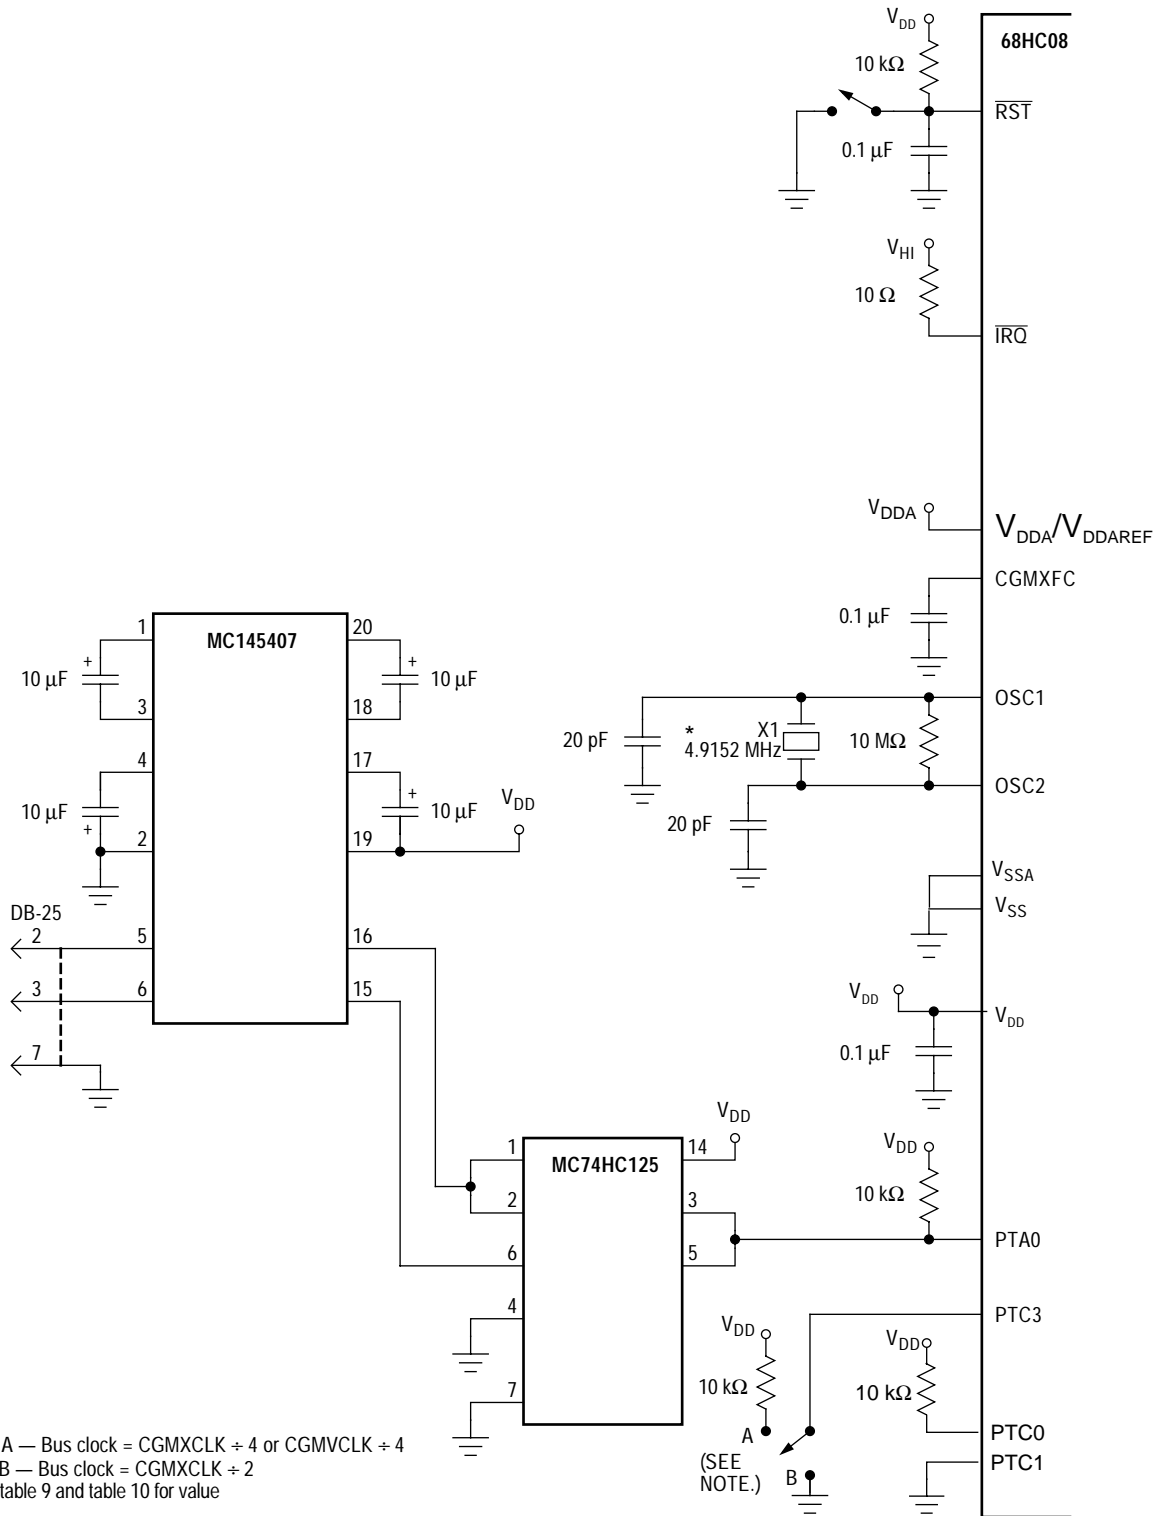 V_DD
68HC08
10 kΩ
RST
0.1 µF
V_HI
10 Ω
IRQ
V_DDA
V_DDA/V_DDAREF
CGMXFC
0.1 µF
1
MC145407
20
10 µF
+
+
10 µF
3
18
OSC1
20 pF
*
4.9152 MHz
X1
10 MΩ
4
17
OSC2
10 µF
+
+
10 µF
V_DD
20 pF
2
19
V_SSA
V_SS
DB-25
2
5
16
3
6
15
V_DD
V_DD
7
0.1 µF
V_DD
1
MC74HC125
14
V_DD
10 kΩ
2
3
6
5
PTA0
4
PTC3
V_DD
V_DD
7
10 kΩ
10 kΩ
A
PTC0
(SEE
NOTE.)
B
PTC1
A — Bus clock = CGMXCLK ÷ 4 or CGMVCLK ÷ 4
B — Bus clock = CGMXCLK ÷ 2
table 9 and table 10 for value